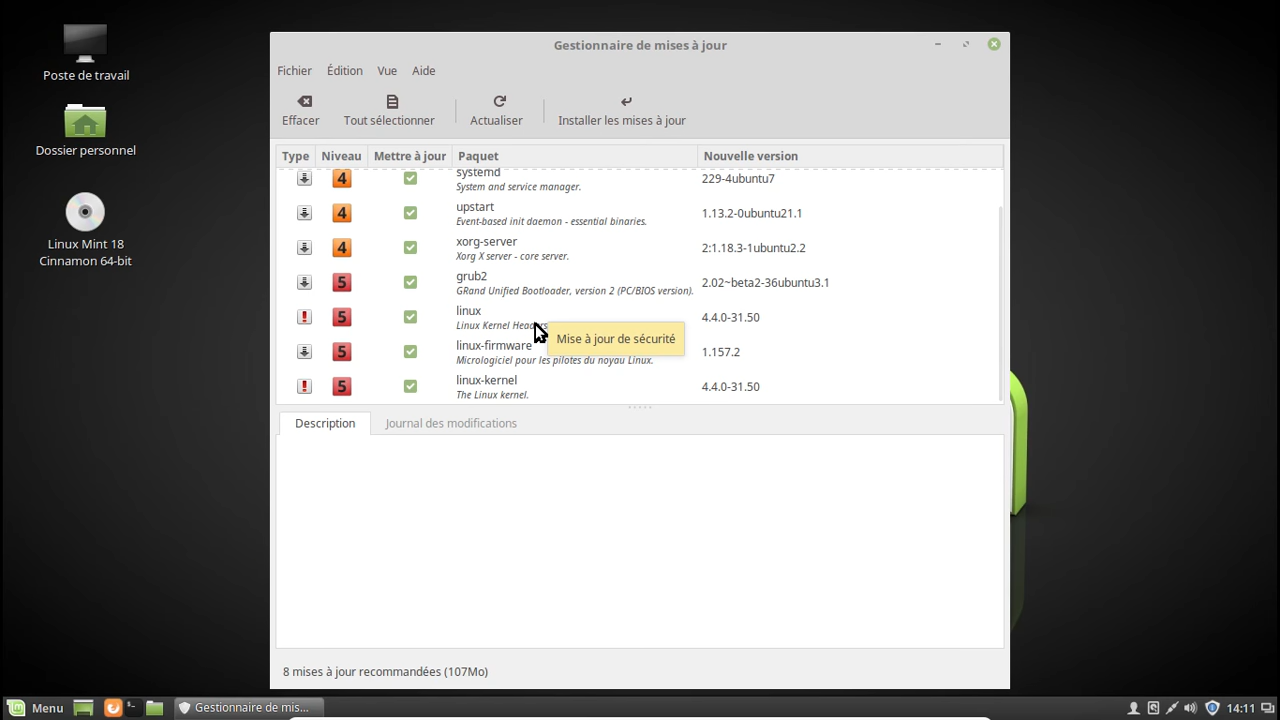 Poste de travail
Dossier personnel
Linux Mint 18
Cinnamon 64-bit
Gestionnaire de mises à jour
Fichier Édition Vue Aide
Effacer Tout sélectionner Actualiser Installer les mises à jour
Type Niveau Mettre à jour Paquet Nouvelle version
4 systemd 229-4ubuntu7
System and service manager.
4 upstart 1.13.2-0ubuntu21.1
Event-based init daemon - essential binaries.
4 xorg-server 2:1.18.3-1ubuntu2.2
Xorg X server - core server.
5 grub2 2.02~beta2-36ubuntu3.1
GRand Unified Bootloader, version 2 (PC/BIOS version).
5 linux 4.4.0-31.50
Linux Kernel Headers
Mise à jour de sécurité
5 linux-firmware 1.157.2
Micrologiciel pour les pilotes du noyau Linux.
5 linux-kernel 4.4.0-31.50
The Linux kernel.
Description Journal des modifications
8 mises à jour recommandées (107Mo)
Menu Gestionnaire de mis... 14:11